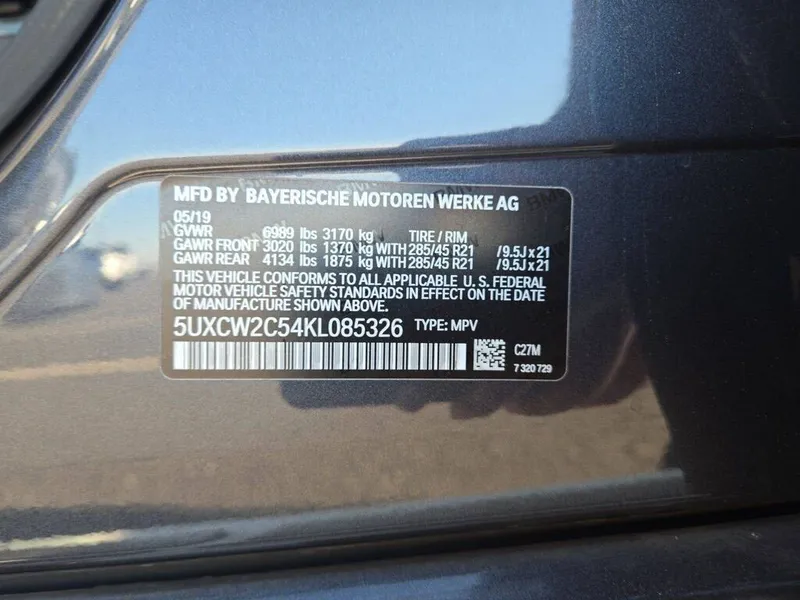 MFD BY BAYERISCHE MOTOREN WERKE AG
05/19
GVWR 6989 lbs 3170 kg TIRE / RIM
GAWR FRONT 3020 lbs 1370 kg WITH 285/45 R21 /9.5J x 21
GAWR REAR 4134 lbs 1875 kg WITH 285/45 R21 /9.5J x 21
THIS VEHICLE CONFORMS TO ALL APPLICABLE U. S. FEDERAL
MOTOR VEHICLE SAFETY STANDARDS IN EFFECT ON THE DATE
OF MANUFACTURE SHOWN ABOVE.
5UXCW2C54KL085326 TYPE: MPV
C27M
7 320 729